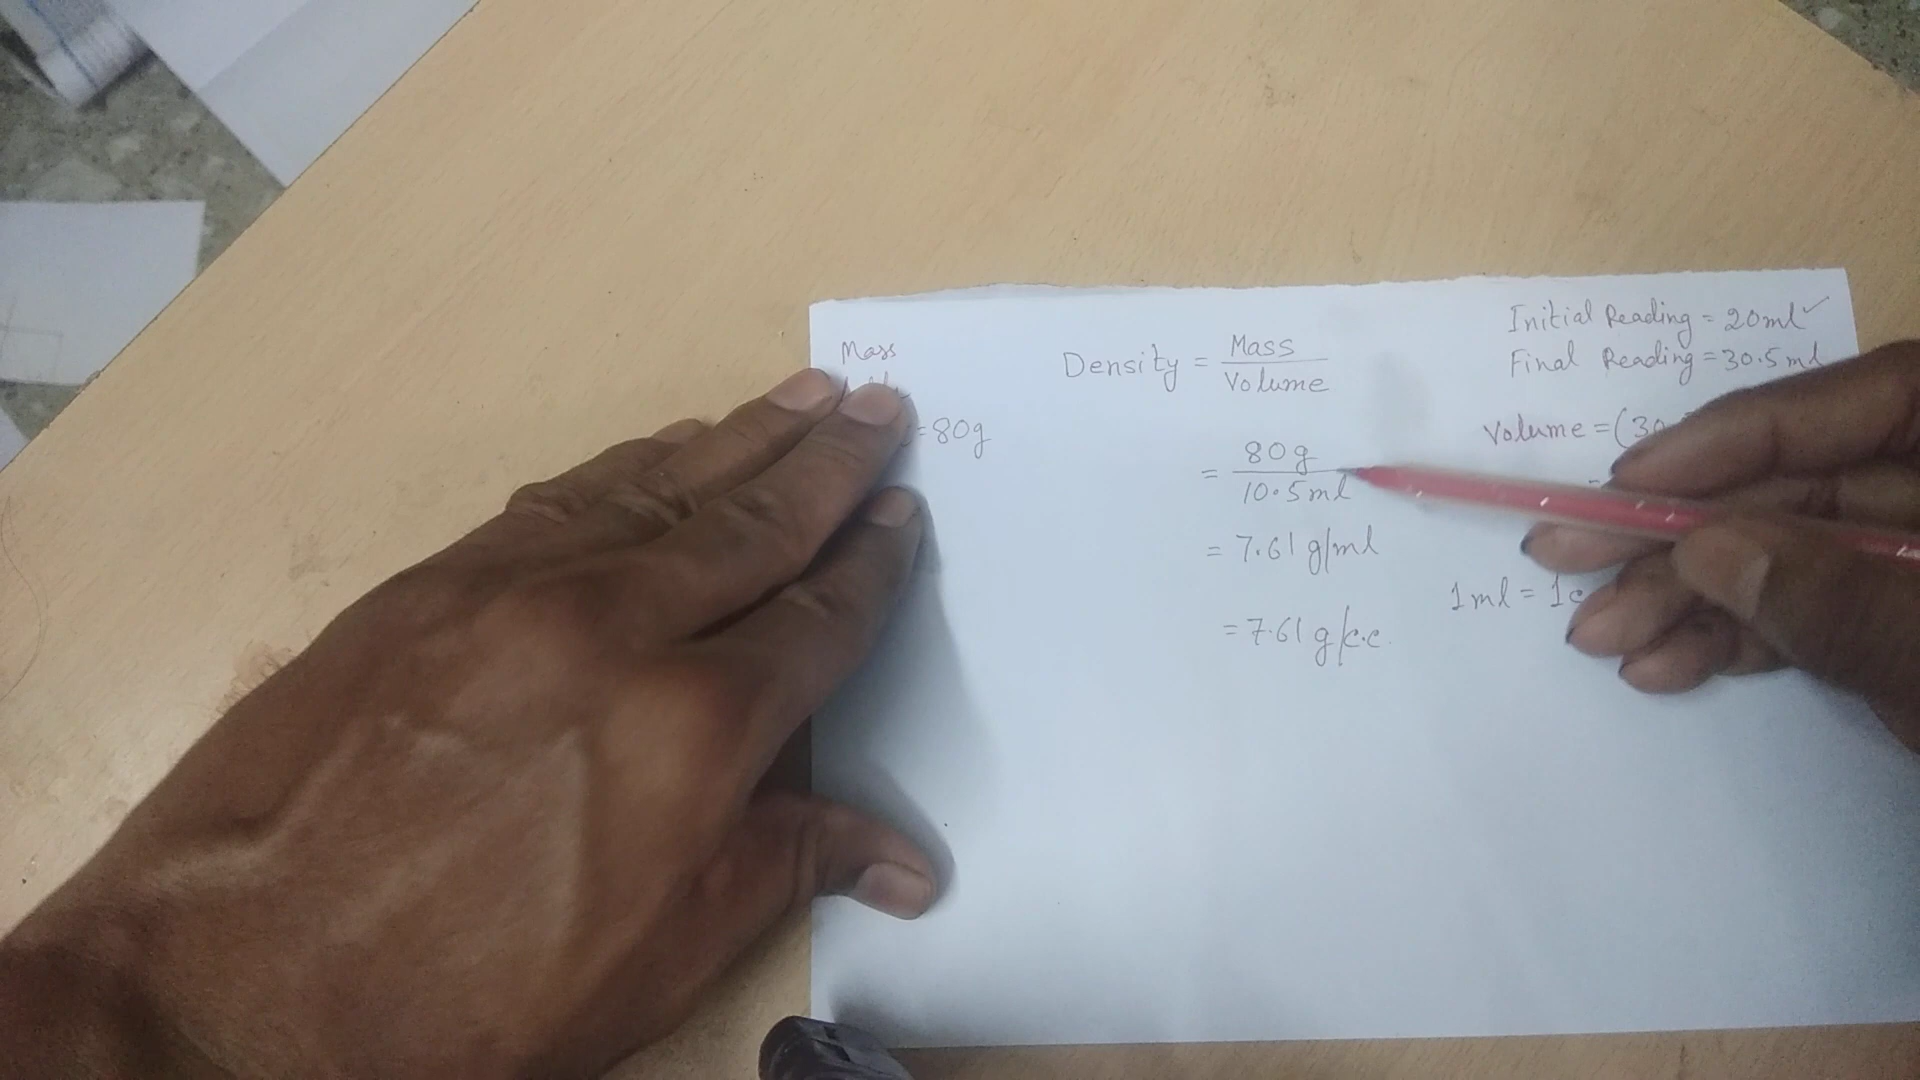 Mass
=80g
Density = Mass
Volume
= 80g
10.5ml
= 7.61 g/ml
= 7.61 g/c.c.
Initial Reading = 20ml✓
Final Reading = 30.5ml
Volume = (30
1ml = 1c